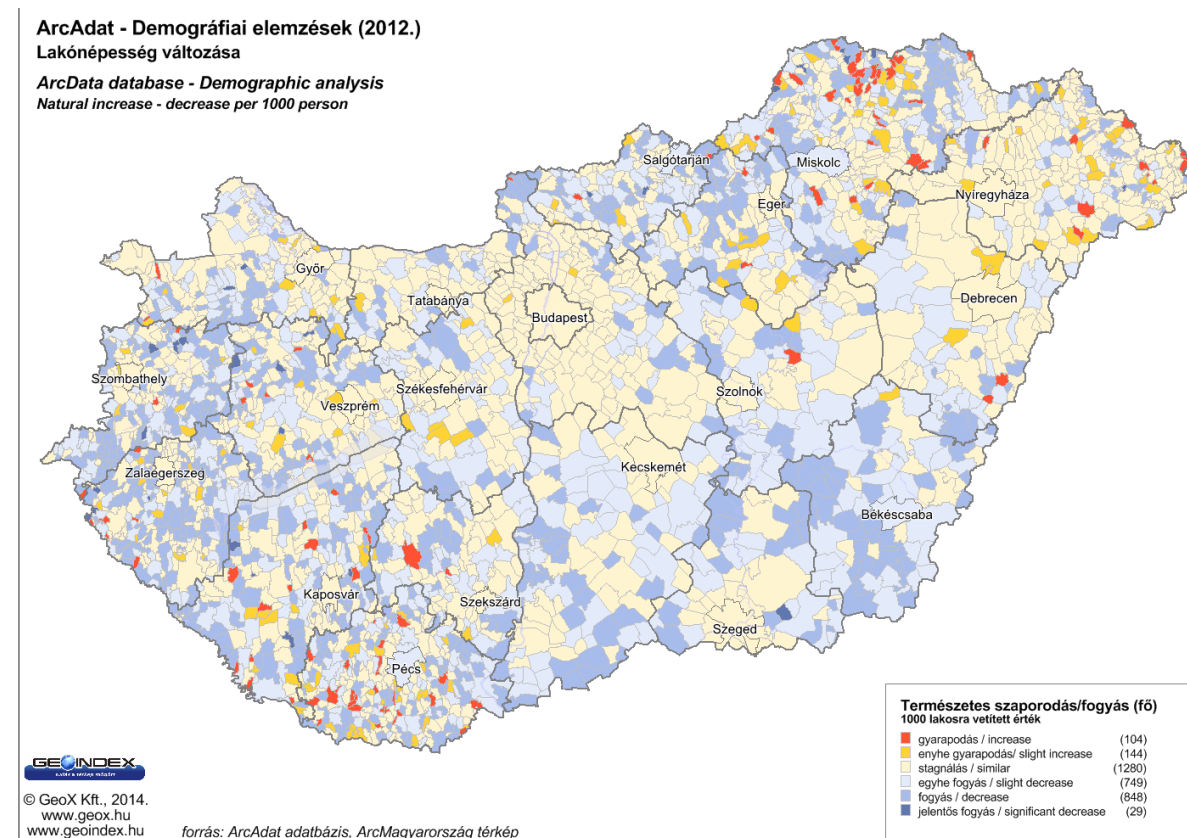 ArcAdat - Demográfiai elemzések (2012.)
Lakónépesség változása
ArcData database - Demographic analysis
Natural increase - decrease per 1000 person
Salgótarján
Miskolc
Nyíregyháza
Eger
Győr
Tatabánya
Budapest
Debrecen
Szombathely
Székesfehérvár
Veszprém
Szolnok
Zalaegerszeg
Kecskemét
Békéscsaba
Kaposvár
Szekszárd
Szeged
Pécs
Természetes szaporodás/fogyás (fő)
1000 lakosra vetített érték
gyarapodás / increase (104)
enyhe gyarapodás/ slight increase (144)
stagnálás / similar (1280)
egyhe fogyás / slight decrease (749)
fogyás / decrease (848)
jelentős fogyás / significant decrease (29)
GEOINDEX
© GeoX Kft., 2014.
www.geox.hu
www.geoindex.hu
forrás: ArcAdat adatbázis, ArcMagyarország térkép